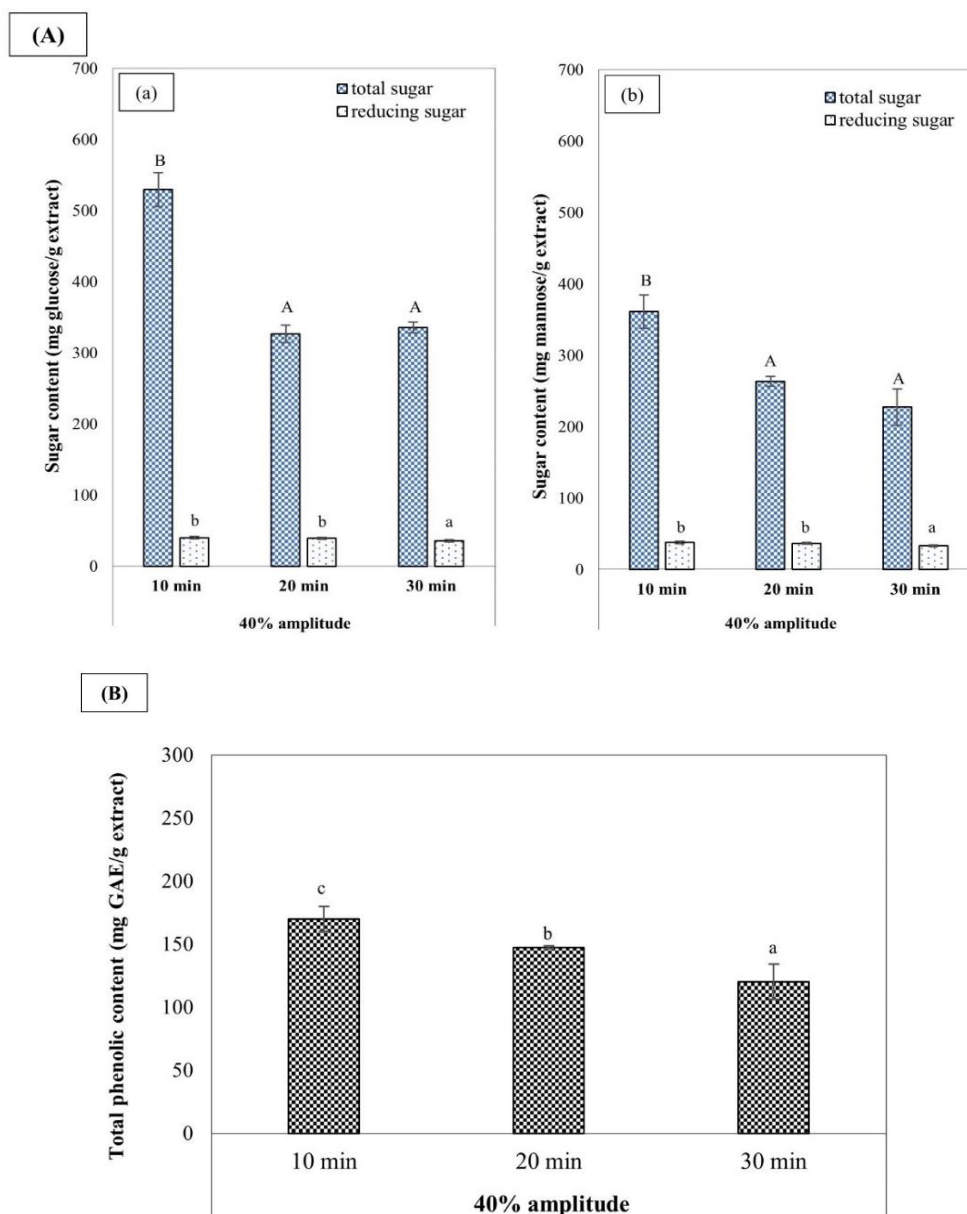 (A)
(a)
total sugar
reducing sugar
Sugar content (mg glucose/g extract)
700
600
500
400
300
200
100
0
B
A
A
b
b
a
10 min
20 min
30 min
40% amplitude
(b)
total sugar
reducing sugar
Sugar content (mg mannose/g extract)
700
600
500
400
300
200
100
0
B
A
A
b
b
a
10 min
20 min
30 min
40% amplitude
(B)
Total phenolic content (mg GAE/g extract)
300
250
200
150
100
50
0
c
b
a
10 min
20 min
30 min
40% amplitude